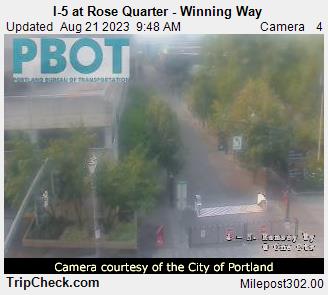 I-5 at Rose Quarter - Winning Way
Updated Aug 21 2023 9:48 AM Camera 4
PBOT
PORTLAND BUREAU OF TRANSPORTATION
Camera courtesy of the City of Portland
TripCheck.com Milepost302.00